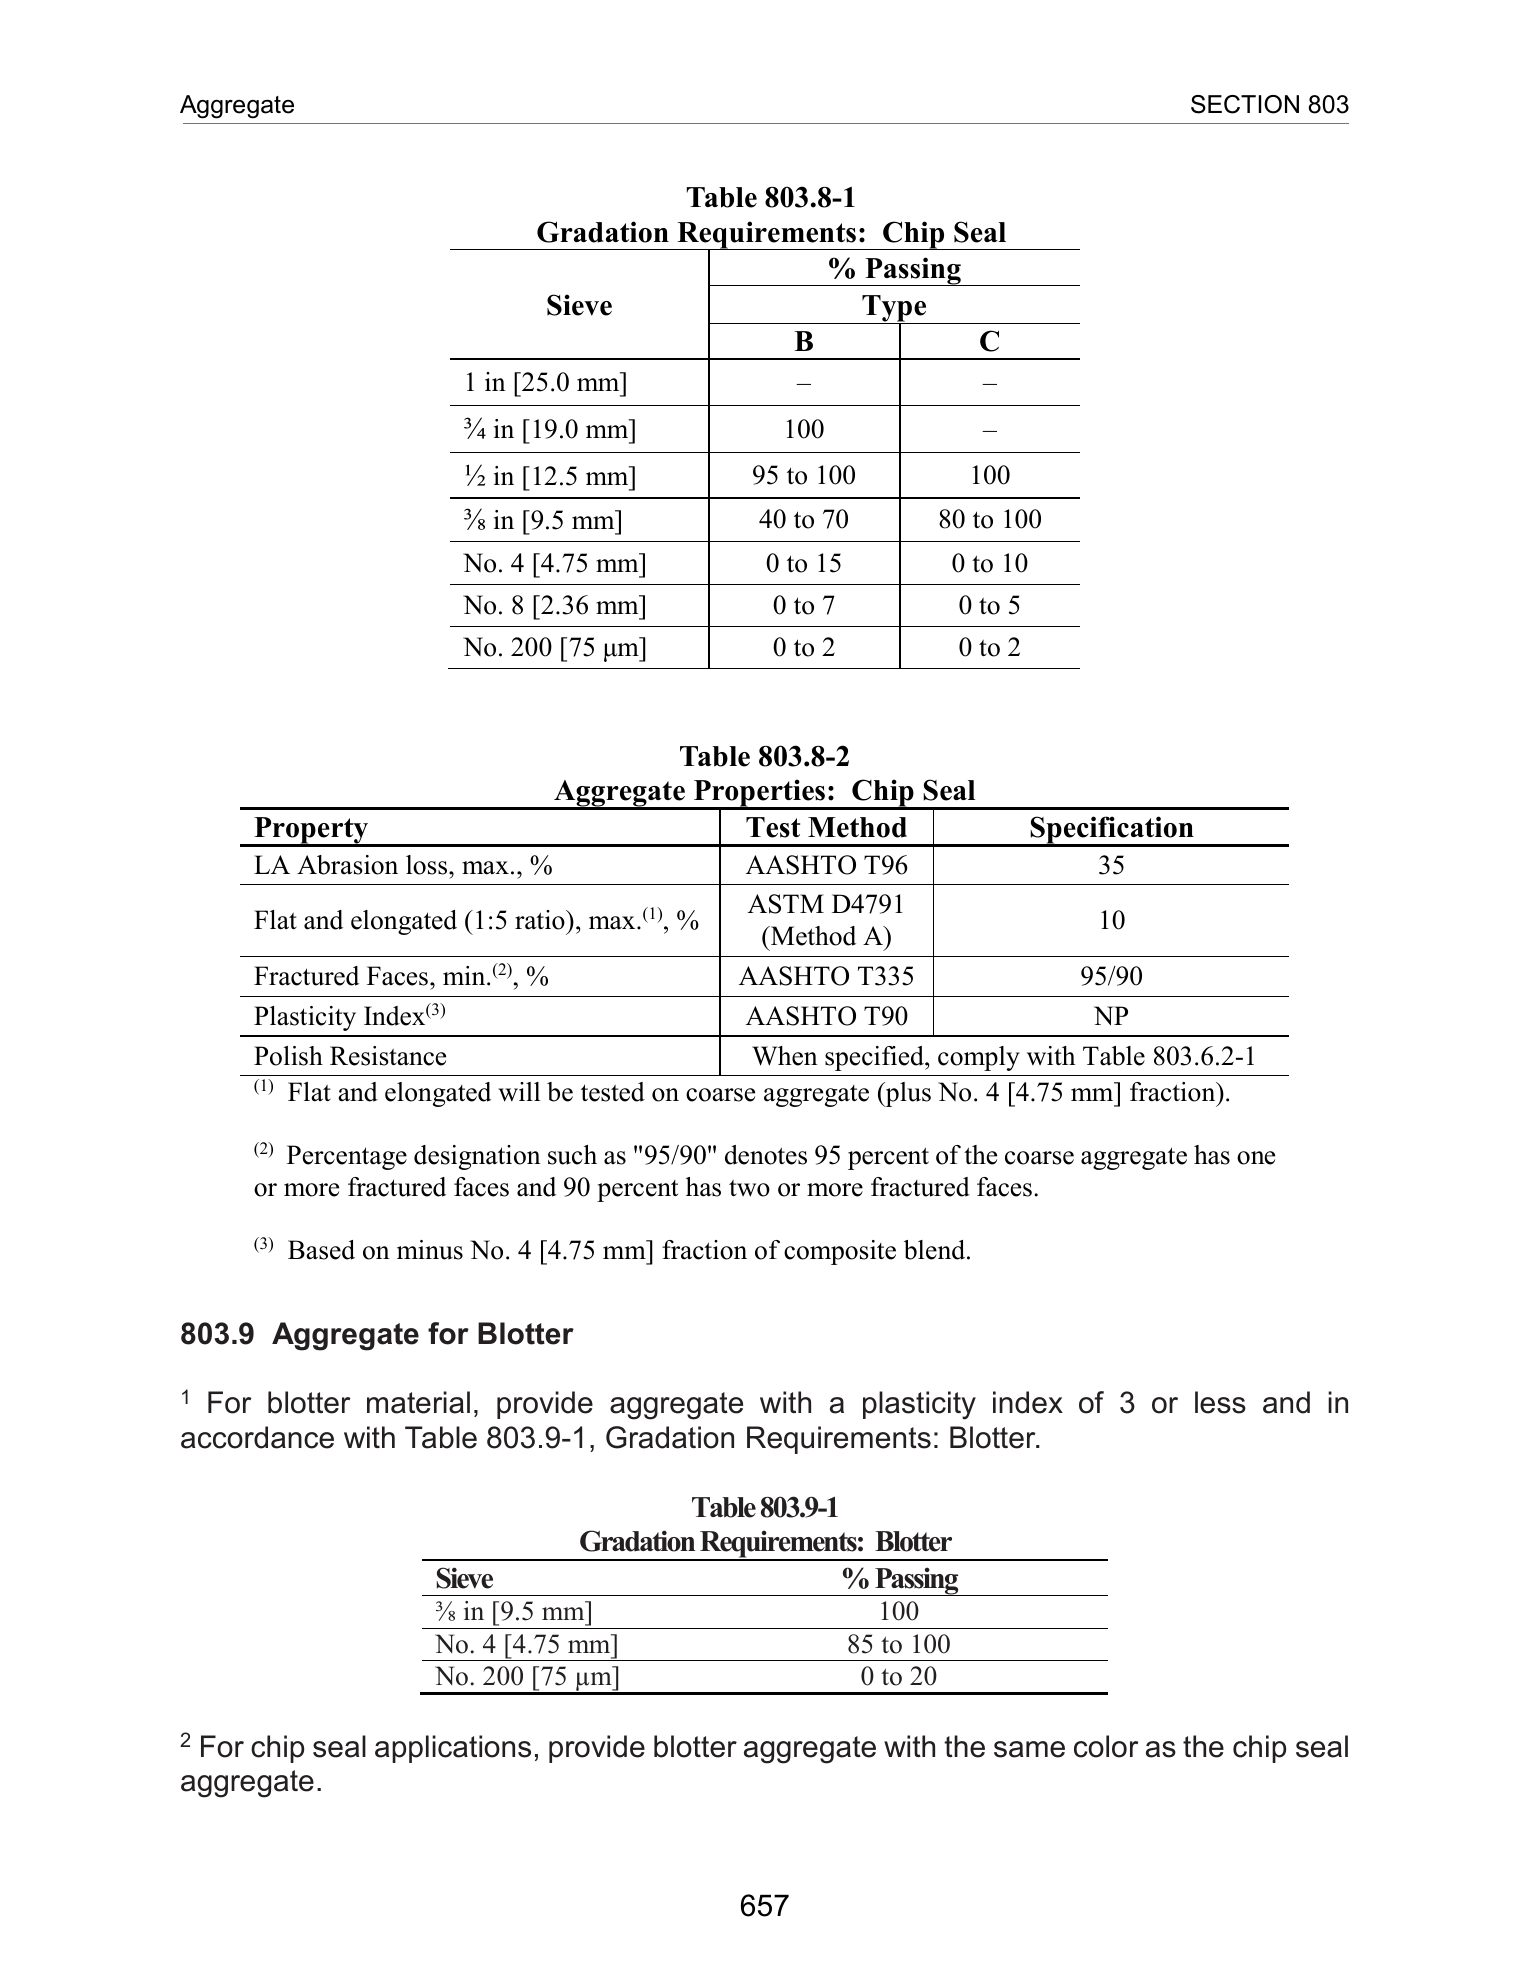 Aggregate SECTION 803
Table 803.8-1
Gradation Requirements: Chip Seal
Sieve % Passing
Type
B C
1 in [25.0 mm] – –
¾ in [19.0 mm] 100 –
½ in [12.5 mm] 95 to 100 100
⅜ in [9.5 mm] 40 to 70 80 to 100
No. 4 [4.75 mm] 0 to 15 0 to 10
No. 8 [2.36 mm] 0 to 7 0 to 5
No. 200 [75 μm] 0 to 2 0 to 2
Table 803.8-2
Aggregate Properties: Chip Seal
Property Test Method Specification
LA Abrasion loss, max., % AASHTO T96 35
Flat and elongated (1:5 ratio), max.(1), % ASTM D4791 (Method A) 10
Fractured Faces, min.(2), % AASHTO T335 95/90
Plasticity Index(3) AASHTO T90 NP
Polish Resistance When specified, comply with Table 803.6.2-1
(1) Flat and elongated will be tested on coarse aggregate (plus No. 4 [4.75 mm] fraction).
(2) Percentage designation such as "95/90" denotes 95 percent of the coarse aggregate has one
or more fractured faces and 90 percent has two or more fractured faces.
(3) Based on minus No. 4 [4.75 mm] fraction of composite blend.
803.9 Aggregate for Blotter
1 For blotter material, provide aggregate with a plasticity index of 3 or less and in
accordance with Table 803.9-1, Gradation Requirements: Blotter.
Table 803.9-1
Gradation Requirements: Blotter
Sieve % Passing
⅜ in [9.5 mm] 100
No. 4 [4.75 mm] 85 to 100
No. 200 [75 μm] 0 to 20
2 For chip seal applications, provide blotter aggregate with the same color as the chip seal
aggregate.
657